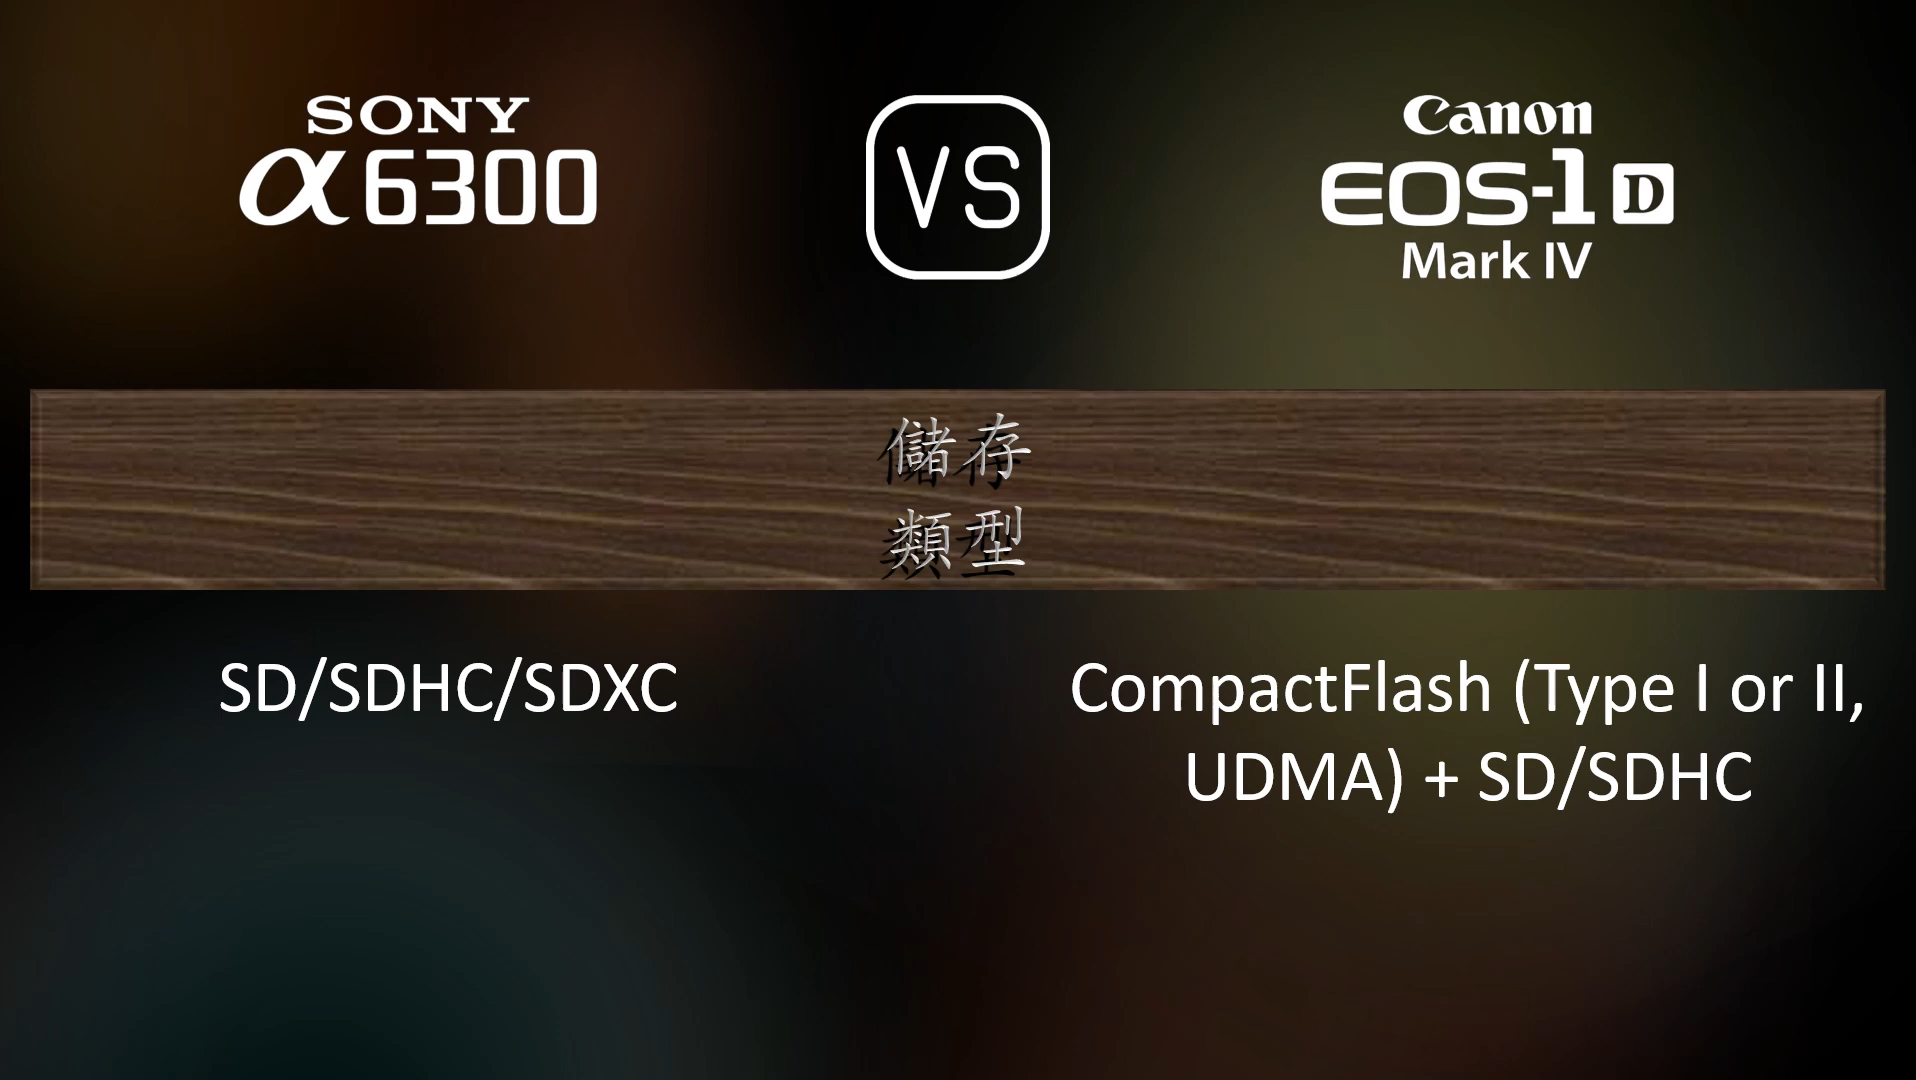 SONY
α6300
VS
Canon
EOS-1D
Mark IV
儲存
類型
SD/SDHC/SDXC
CompactFlash (Type I or II,
UDMA) + SD/SDHC